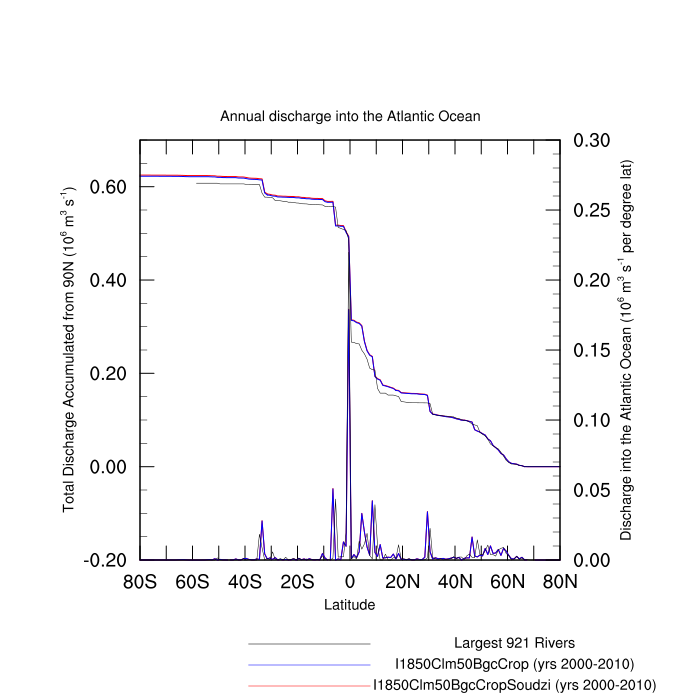 Annual discharge into the Atlantic Ocean
Total Discharge Accumulated from 90N (10⁶ m³ s⁻¹)
0.60
0.40
0.20
0.00
-0.20
0.30
0.25
0.20
0.15
0.10
0.05
0.00
Discharge into the Atlantic Ocean (10⁶ m³ s⁻¹ per degree lat)
80S 60S 40S 20S 0 20N 40N 60N 80N
Latitude
Largest 921 Rivers
I1850Clm50BgcCrop (yrs 2000-2010)
I1850Clm50BgcCropSoudzi (yrs 2000-2010)